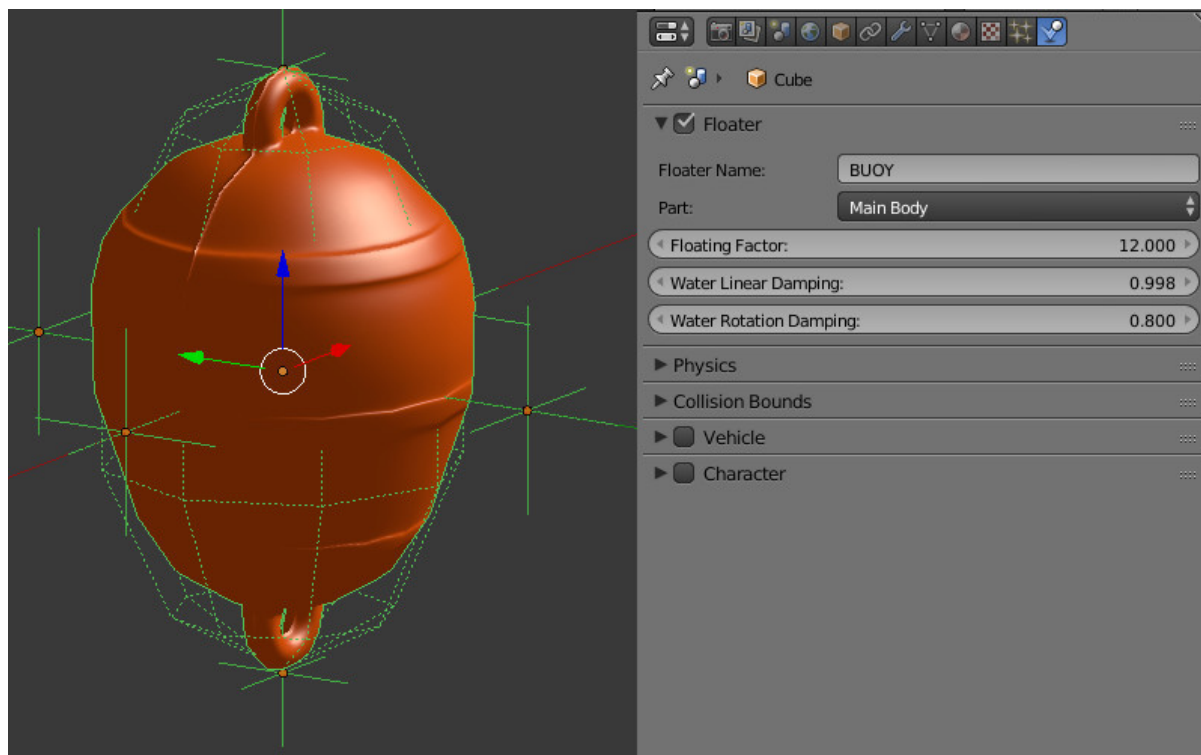 Cube
Floater
Floater Name: BUOY
Part: Main Body
Floating Factor: 12.000
Water Linear Damping: 0.998
Water Rotation Damping: 0.800
Physics
Collision Bounds
Vehicle
Character